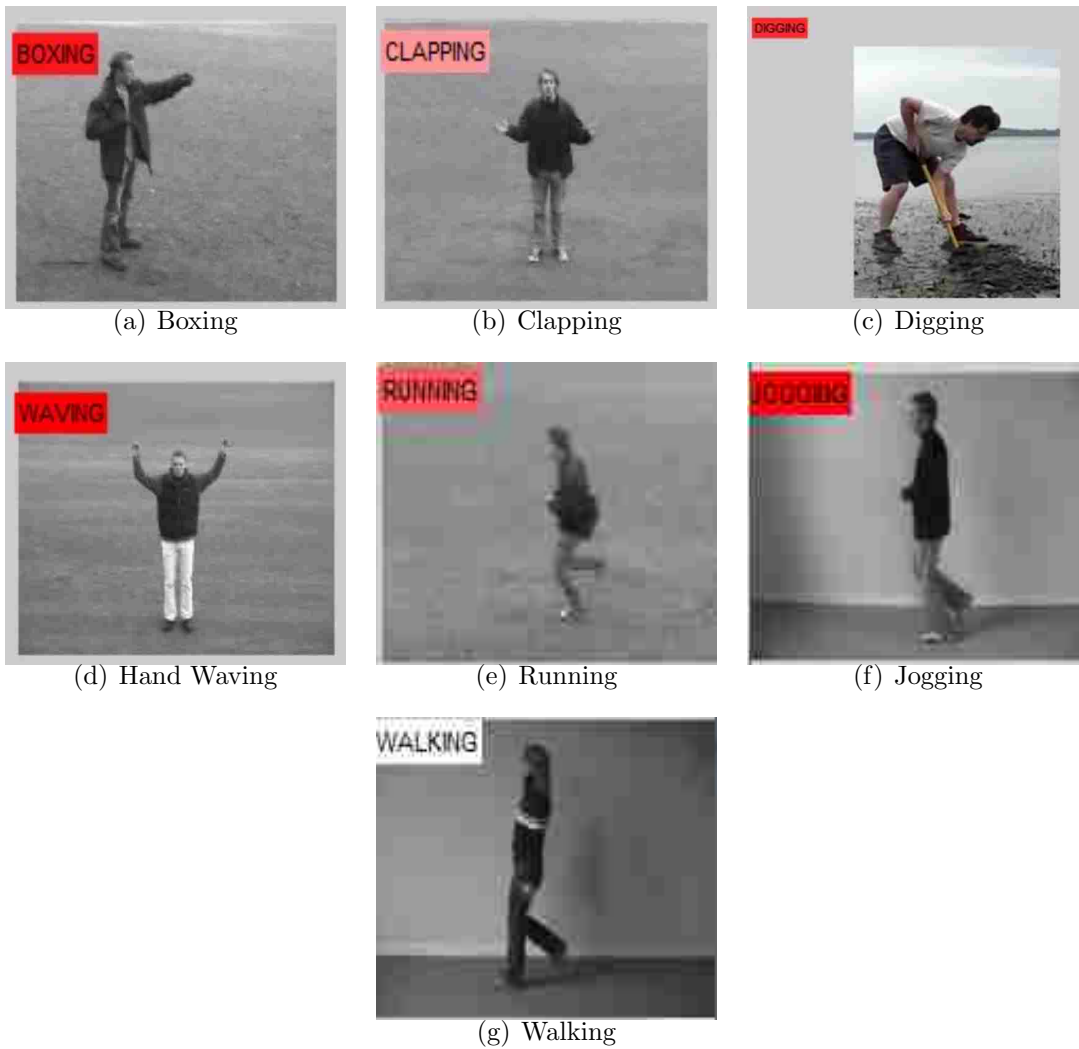 BOXING
CLAPPING
DIGGING
(a) Boxing
(b) Clapping
(c) Digging
WAVING
RUNNING
JOGGING
(d) Hand Waving
(e) Running
(f) Jogging
WALKING
(g) Walking